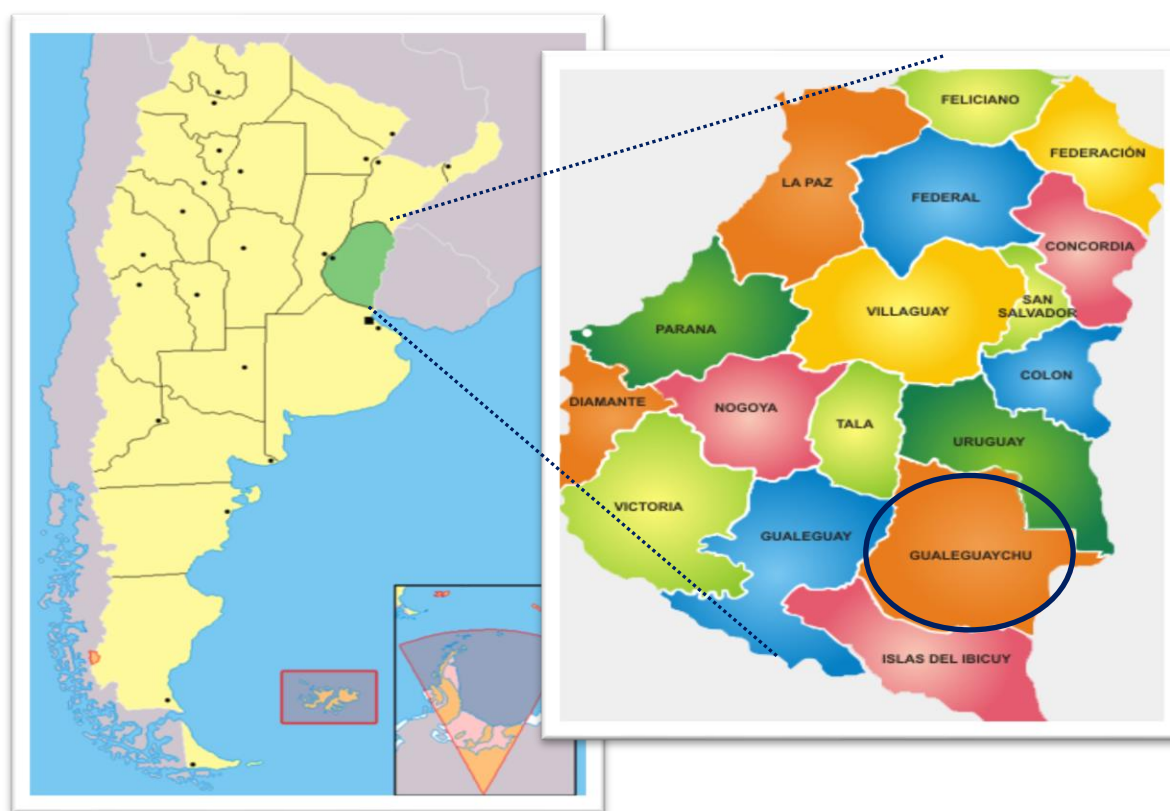 FELICIANO
FEDERACIÓN
LA PAZ
FEDERAL
CONCORDIA
SAN
SALVADOR
VILLAGUAY
PARANA
COLON
DIAMANTE
NOGOYA
TALA
URUGUAY
VICTORIA
GUALEGUAY
GUALEGUAYCHU
ISLAS DEL IBICUY